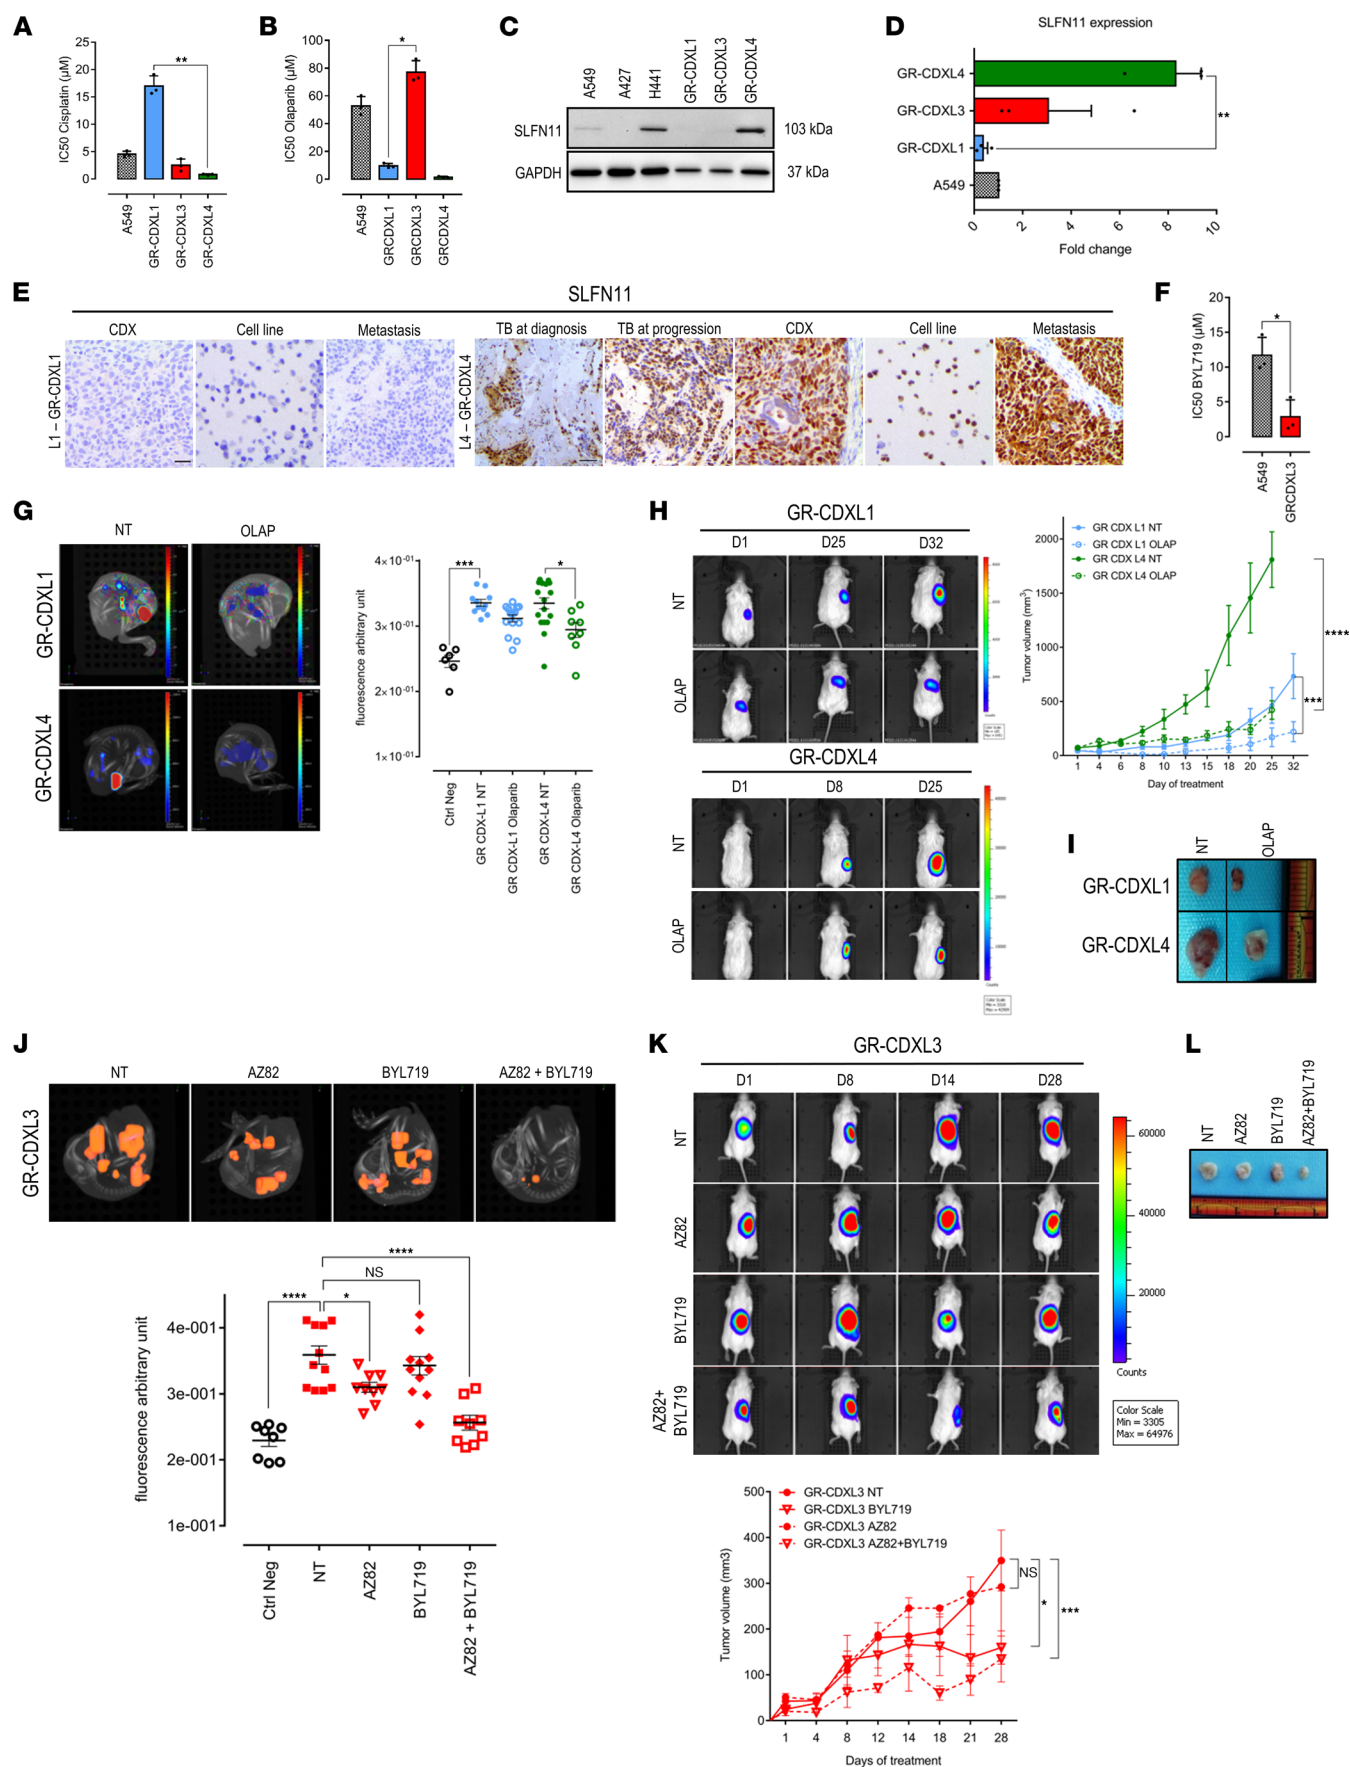 A
IC50 Cisplatin (µM)
25
20
15
10
5
0
**
A549
GR-CDXL1
GR-CDXL3
GR-CDXL4
B
IC50 Olaparib (µM)
100
80
60
40
20
0
*
A549
GRCDXL1
GRCDXL3
GRCDXL4
C
A549
A427
H441
GR-CDXL1
GR-CDXL3
GR-CDXL4
SLFN11
103 kDa
GAPDH
37 kDa
D
SLFN11 expression
GR-CDXL4
GR-CDXL3
GR-CDXL1
A549
**
0
2
4
6
8
10
Fold change
E
SLFN11
CDX
Cell line
Metastasis
TB at diagnosis
TB at progression
CDX
Cell line
Metastasis
L1 – GR-CDXL1
L4 – GR-CDXL4
F
IC50 BYL719 (µM)
20
15
10
5
0
*
A549
GRCDXL3
G
NT
OLAP
GR-CDXL1
GR-CDXL4
fluorescence arbitrary unit
4×10-01
3×10-01
2×10-01
1×10-01
***
*
Ctrl Neg
GR CDX-L1 NT
GR CDX-L1 Olaparib
GR CDX-L4 NT
GR CDX-L4 Olaparib
H
GR-CDXL1
D1
D25
D32
NT
OLAP
GR-CDXL4
D1
D8
D25
NT
OLAP
Counts
Color Scale
Counts
Color Scale
GR CDX L1 NT
GR CDX L1 OLAP
GR CDX L4 NT
GR CDX L4 OLAP
Tumor volume (mm3)
2000
1500
1000
500
0
****
***
1 4 6 8 10 13 15 18 20 25 32
Day of treatment
I
NT
OLAP
GR-CDXL1
GR-CDXL4
J
NT
AZ82
BYL719
AZ82 + BYL719
GR-CDXL3
fluorescence arbitrary unit
4e-001
3e-001
2e-001
1e-001
****
NS
****
*
Ctrl Neg
NT
AZ82
BYL719
AZ82 + BYL719
K
GR-CDXL3
D1
D8
D14
D28
NT
AZ82
BYL719
AZ82+
BYL719
60000
40000
20000
Counts
Color Scale
Min = 3305
Max = 64976
500
400
300
200
100
0
GR-CDXL3 NT
GR-CDXL3 BYL719
GR-CDXL3 AZ82
GR-CDXL3 AZ82+BYL719
Tumor volume (mm3)
NS
*
***
1 4 8 12 14 18 21 28
Days of treatment
L
NT
AZ82
BYL719
AZ82+BYL719